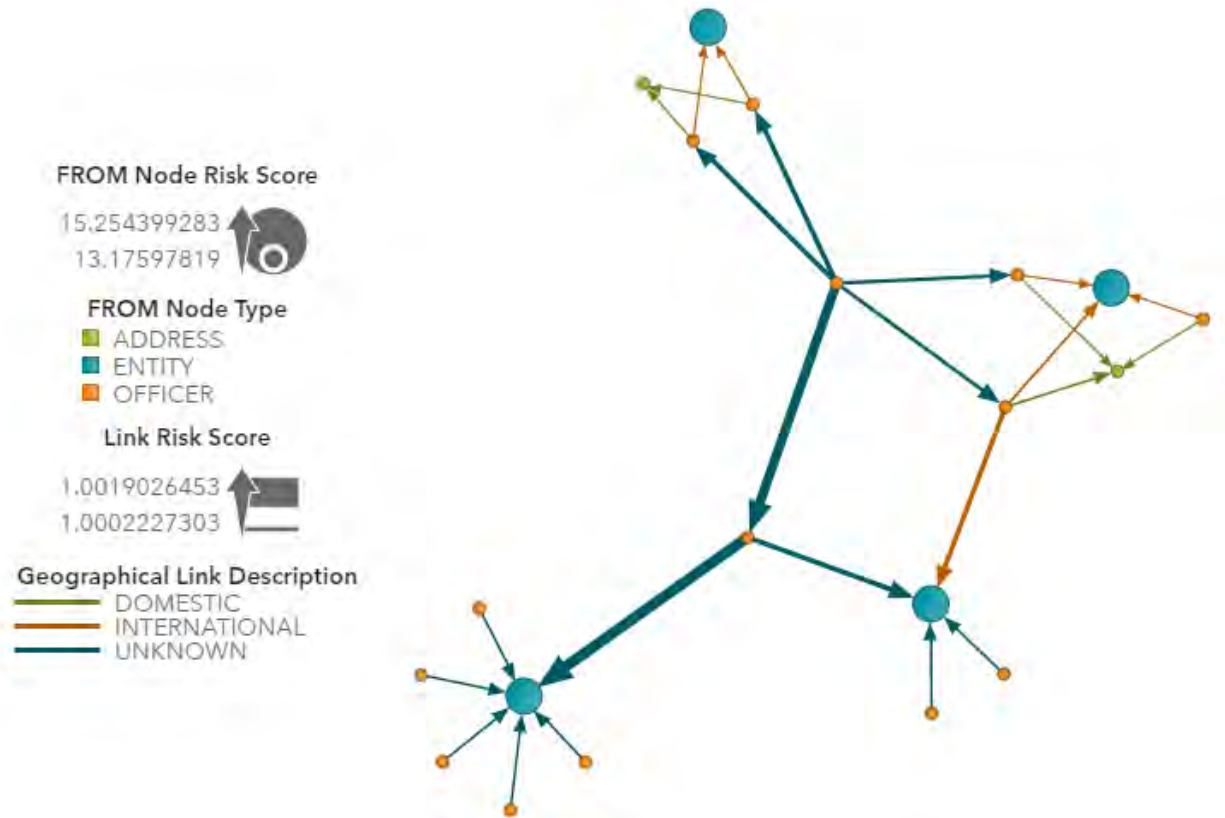 FROM Node Risk Score
15.254399283
13.17597819
FROM Node Type
ADDRESS
ENTITY
OFFICER
Link Risk Score
1.0019026453
1.0002227303
Geographical Link Description
DOMESTIC
INTERNATIONAL
UNKNOWN